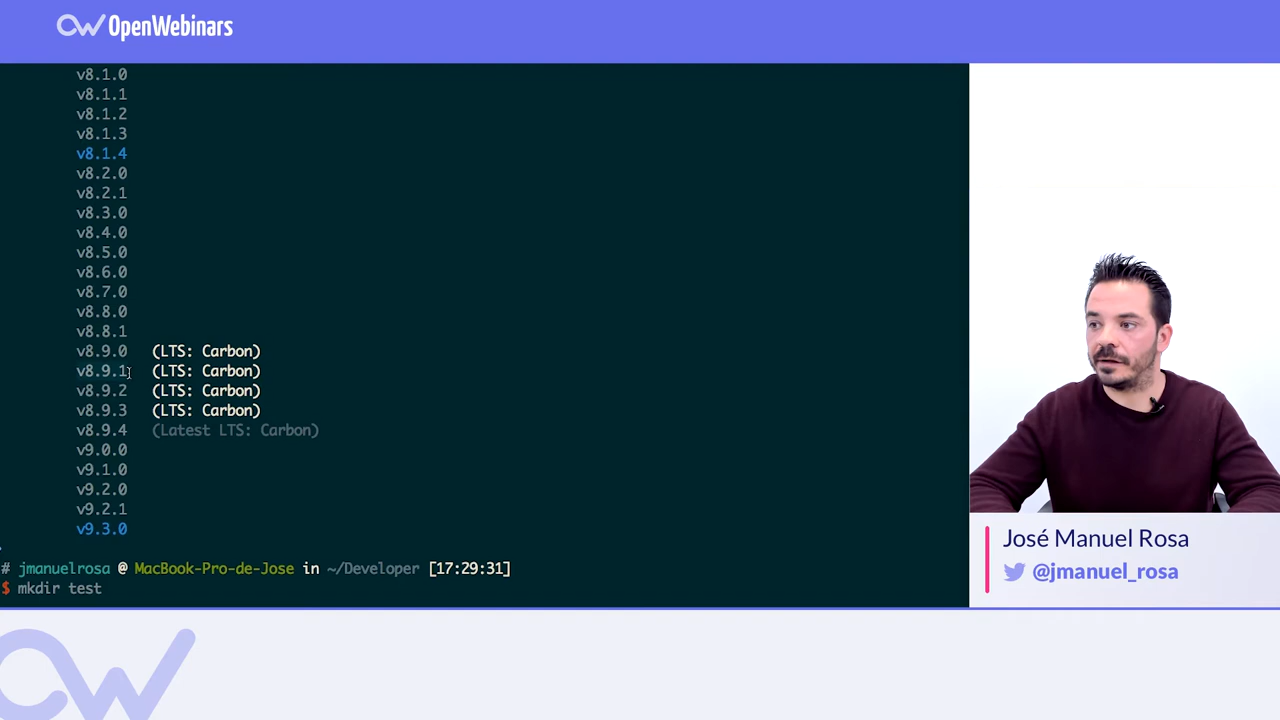 OpenWebinars
v8.1.0
v8.1.1
v8.1.2
v8.1.3
v8.1.4
v8.2.0
v8.2.1
v8.3.0
v8.4.0
v8.5.0
v8.6.0
v8.7.0
v8.8.0
v8.8.1
v8.9.0 (LTS: Carbon)
v8.9.1 (LTS: Carbon)
v8.9.2 (LTS: Carbon)
v8.9.3 (LTS: Carbon)
v8.9.4 (Latest LTS: Carbon)
v9.0.0
v9.1.0
v9.2.0
v9.2.1
v9.3.0
# jmanuelrosa @ MacBook-Pro-de-Jose in ~/Developer [17:29:31]
$ mkdir test
José Manuel Rosa
@jmanuel_rosa